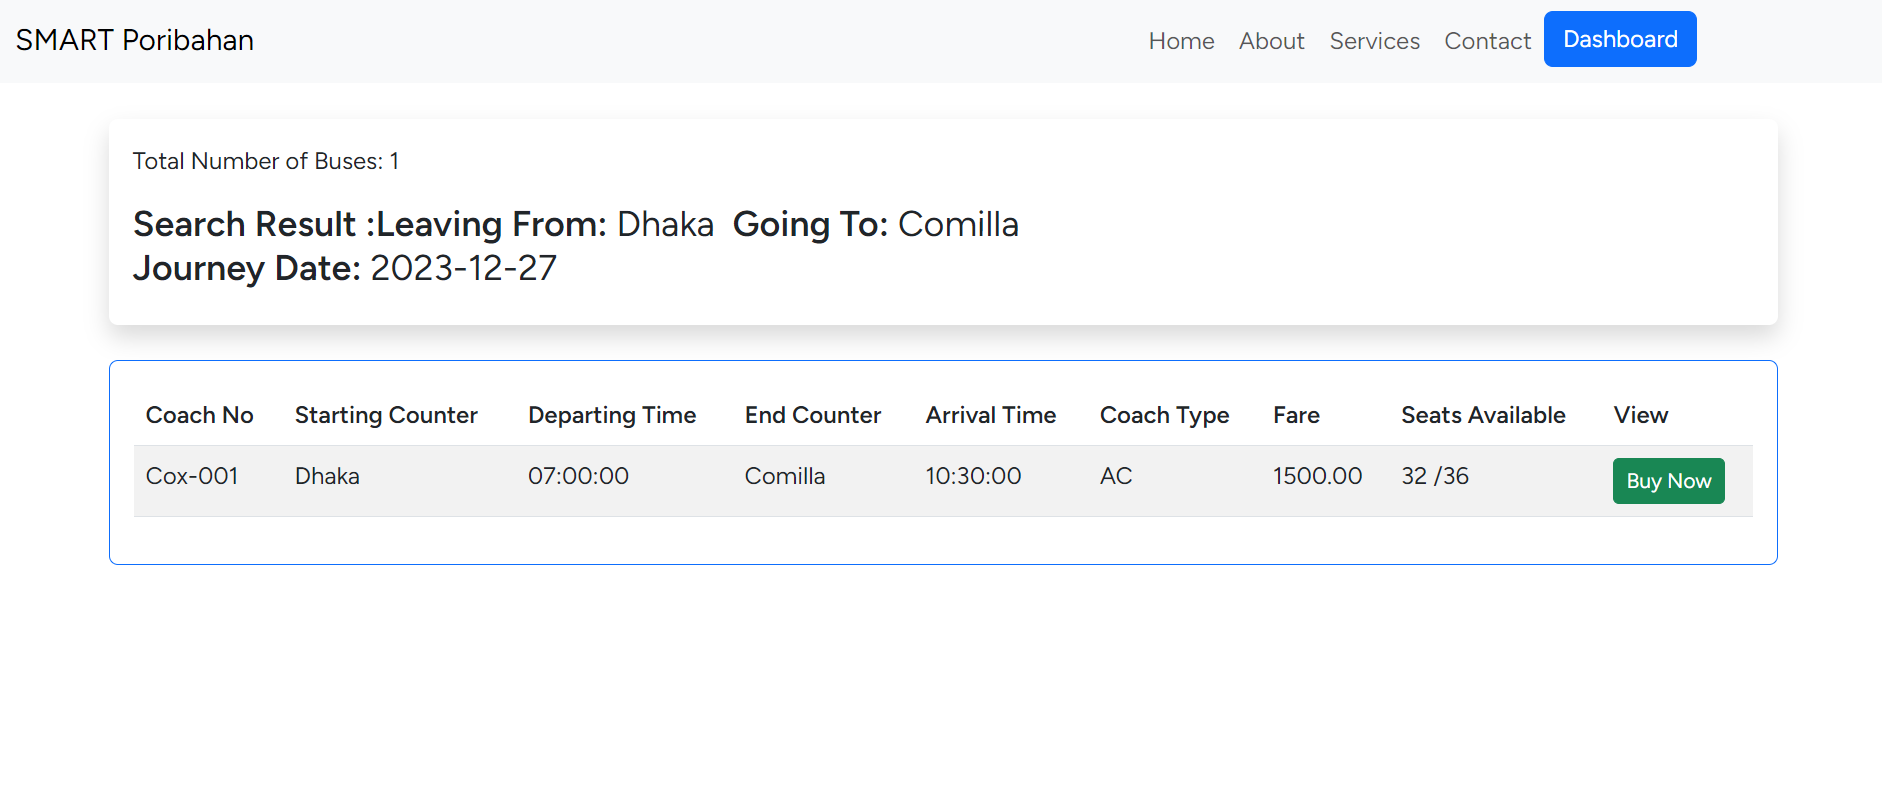 SMART Poribahan Home About Services Contact Dashboard
Total Number of Buses: 1
Search Result :Leaving From: Dhaka Going To: Comilla
Journey Date: 2023-12-27
Coach No Starting Counter Departing Time End Counter Arrival Time Coach Type Fare Seats Available View
Cox-001 Dhaka 07:00:00 Comilla 10:30:00 AC 1500.00 32 /36 Buy Now